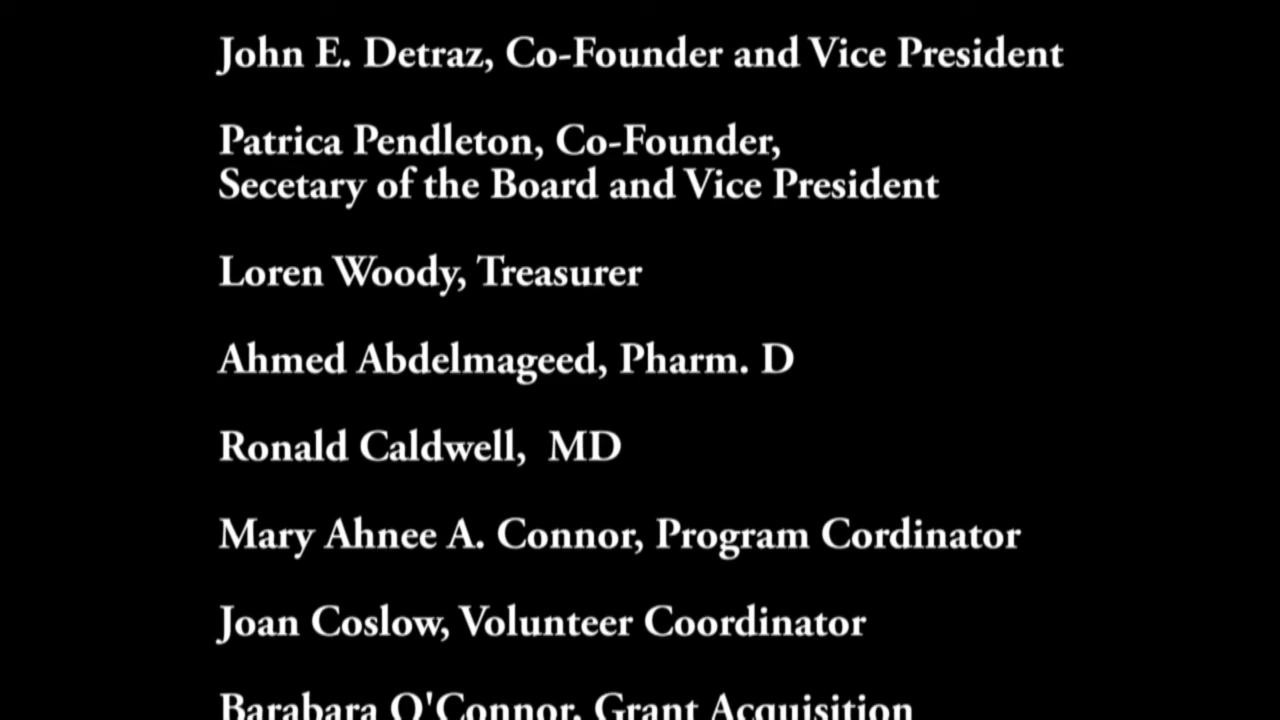 John E. Detraz, Co-Founder and Vice President
Patrica Pendleton, Co-Founder,
Secetary of the Board and Vice President
Loren Woody, Treasurer
Ahmed Abdelmageed, Pharm. D
Ronald Caldwell,  MD
Mary Ahnee A. Connor, Program Cordinator
Joan Coslow, Volunteer Coordinator
Barabara O'Connor, Grant Acquisition